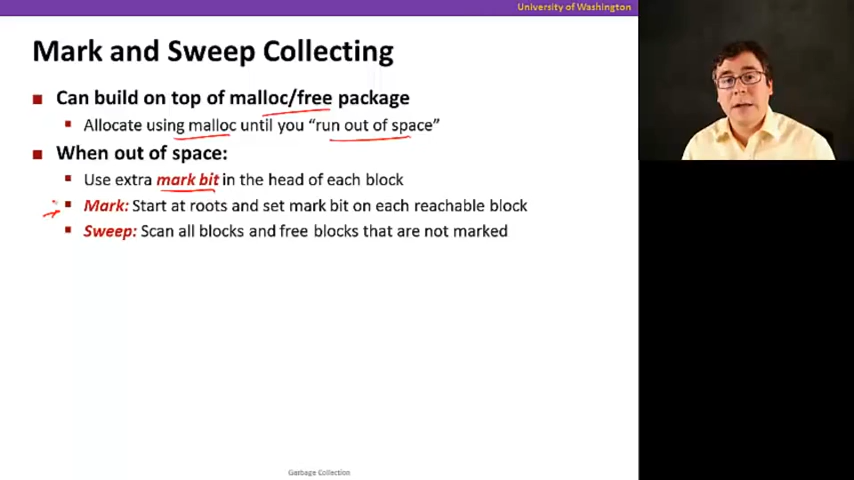 University of Washington
Mark and Sweep Collecting
Can build on top of malloc/free package
Allocate using malloc until you “run out of space”
When out of space:
Use extra mark bit in the head of each block
Mark: Start at roots and set mark bit on each reachable block
Sweep: Scan all blocks and free blocks that are not marked
Garbage Collection